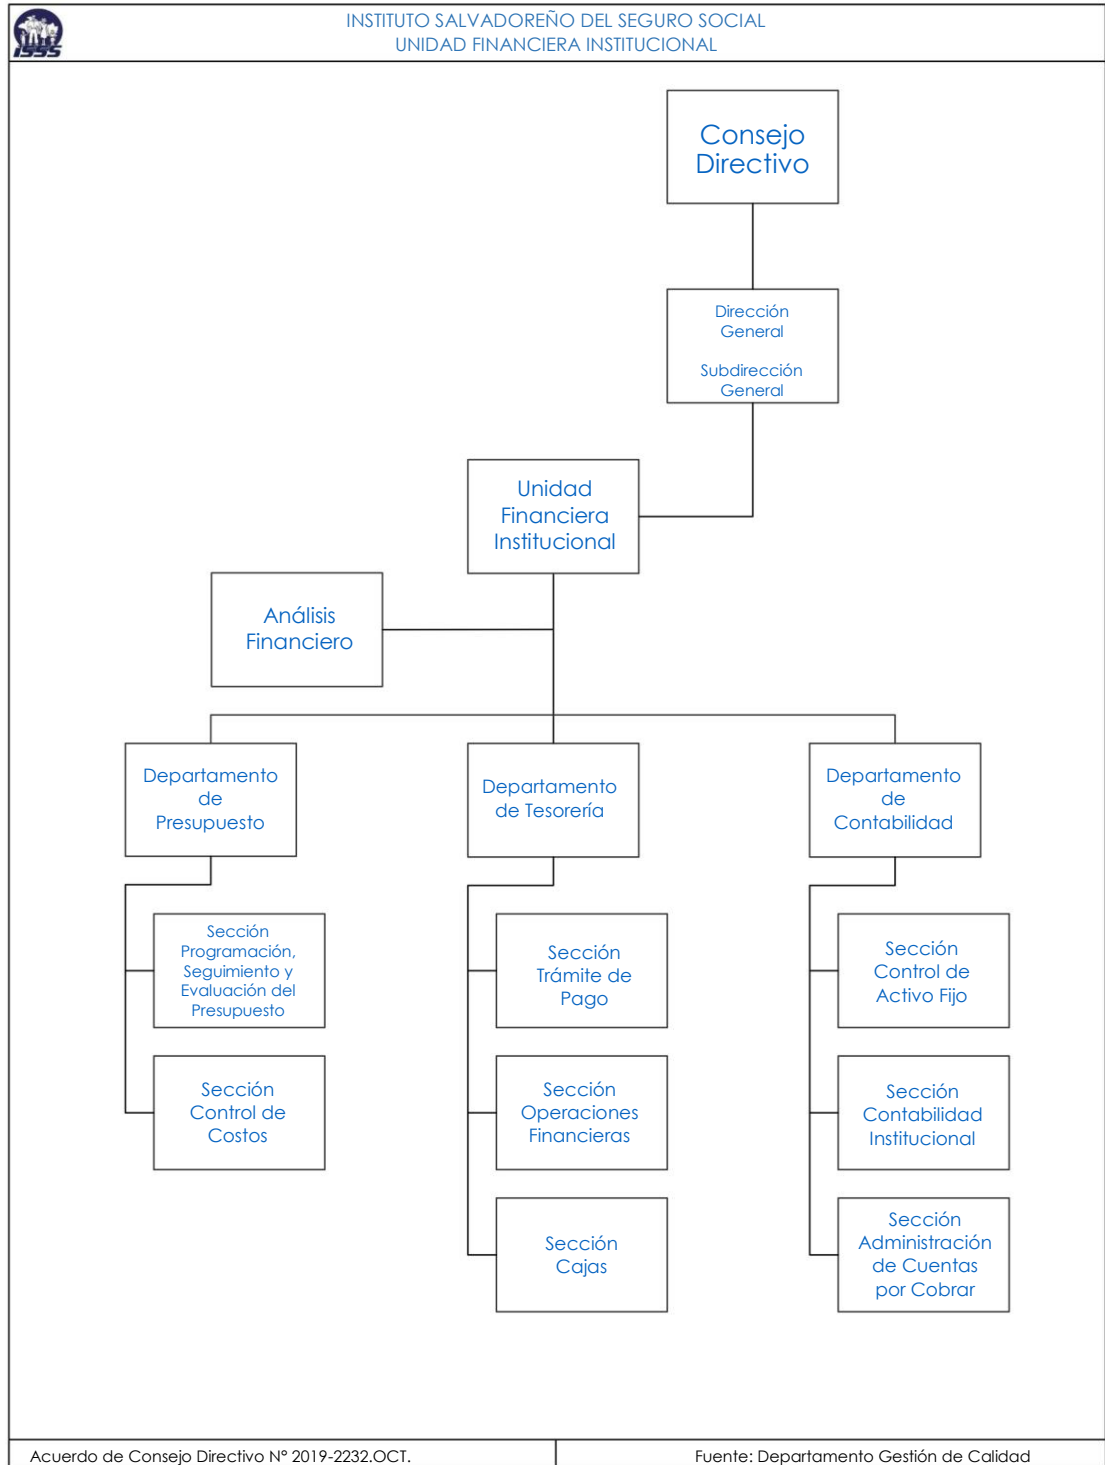 ISSS
INSTITUTO SALVADOREÑO DEL SEGURO SOCIAL
UNIDAD FINANCIERA INSTITUCIONAL
Consejo
Directivo
Dirección
General
Subdirección
General
Unidad
Financiera
Institucional
Análisis
Financiero
Departamento
de
Presupuesto
Departamento
de Tesorería
Departamento
de
Contabilidad
Sección
Programación,
Seguimiento y
Evaluación del
Presupuesto
Sección
Trámite de
Pago
Sección
Control de
Activo Fijo
Sección
Control de
Costos
Sección
Operaciones
Financieras
Sección
Contabilidad
Institucional
Sección
Cajas
Sección
Administración
de Cuentas
por Cobrar
Acuerdo de Consejo Directivo N° 2019-2232.OCT.
Fuente: Departamento Gestión de Calidad